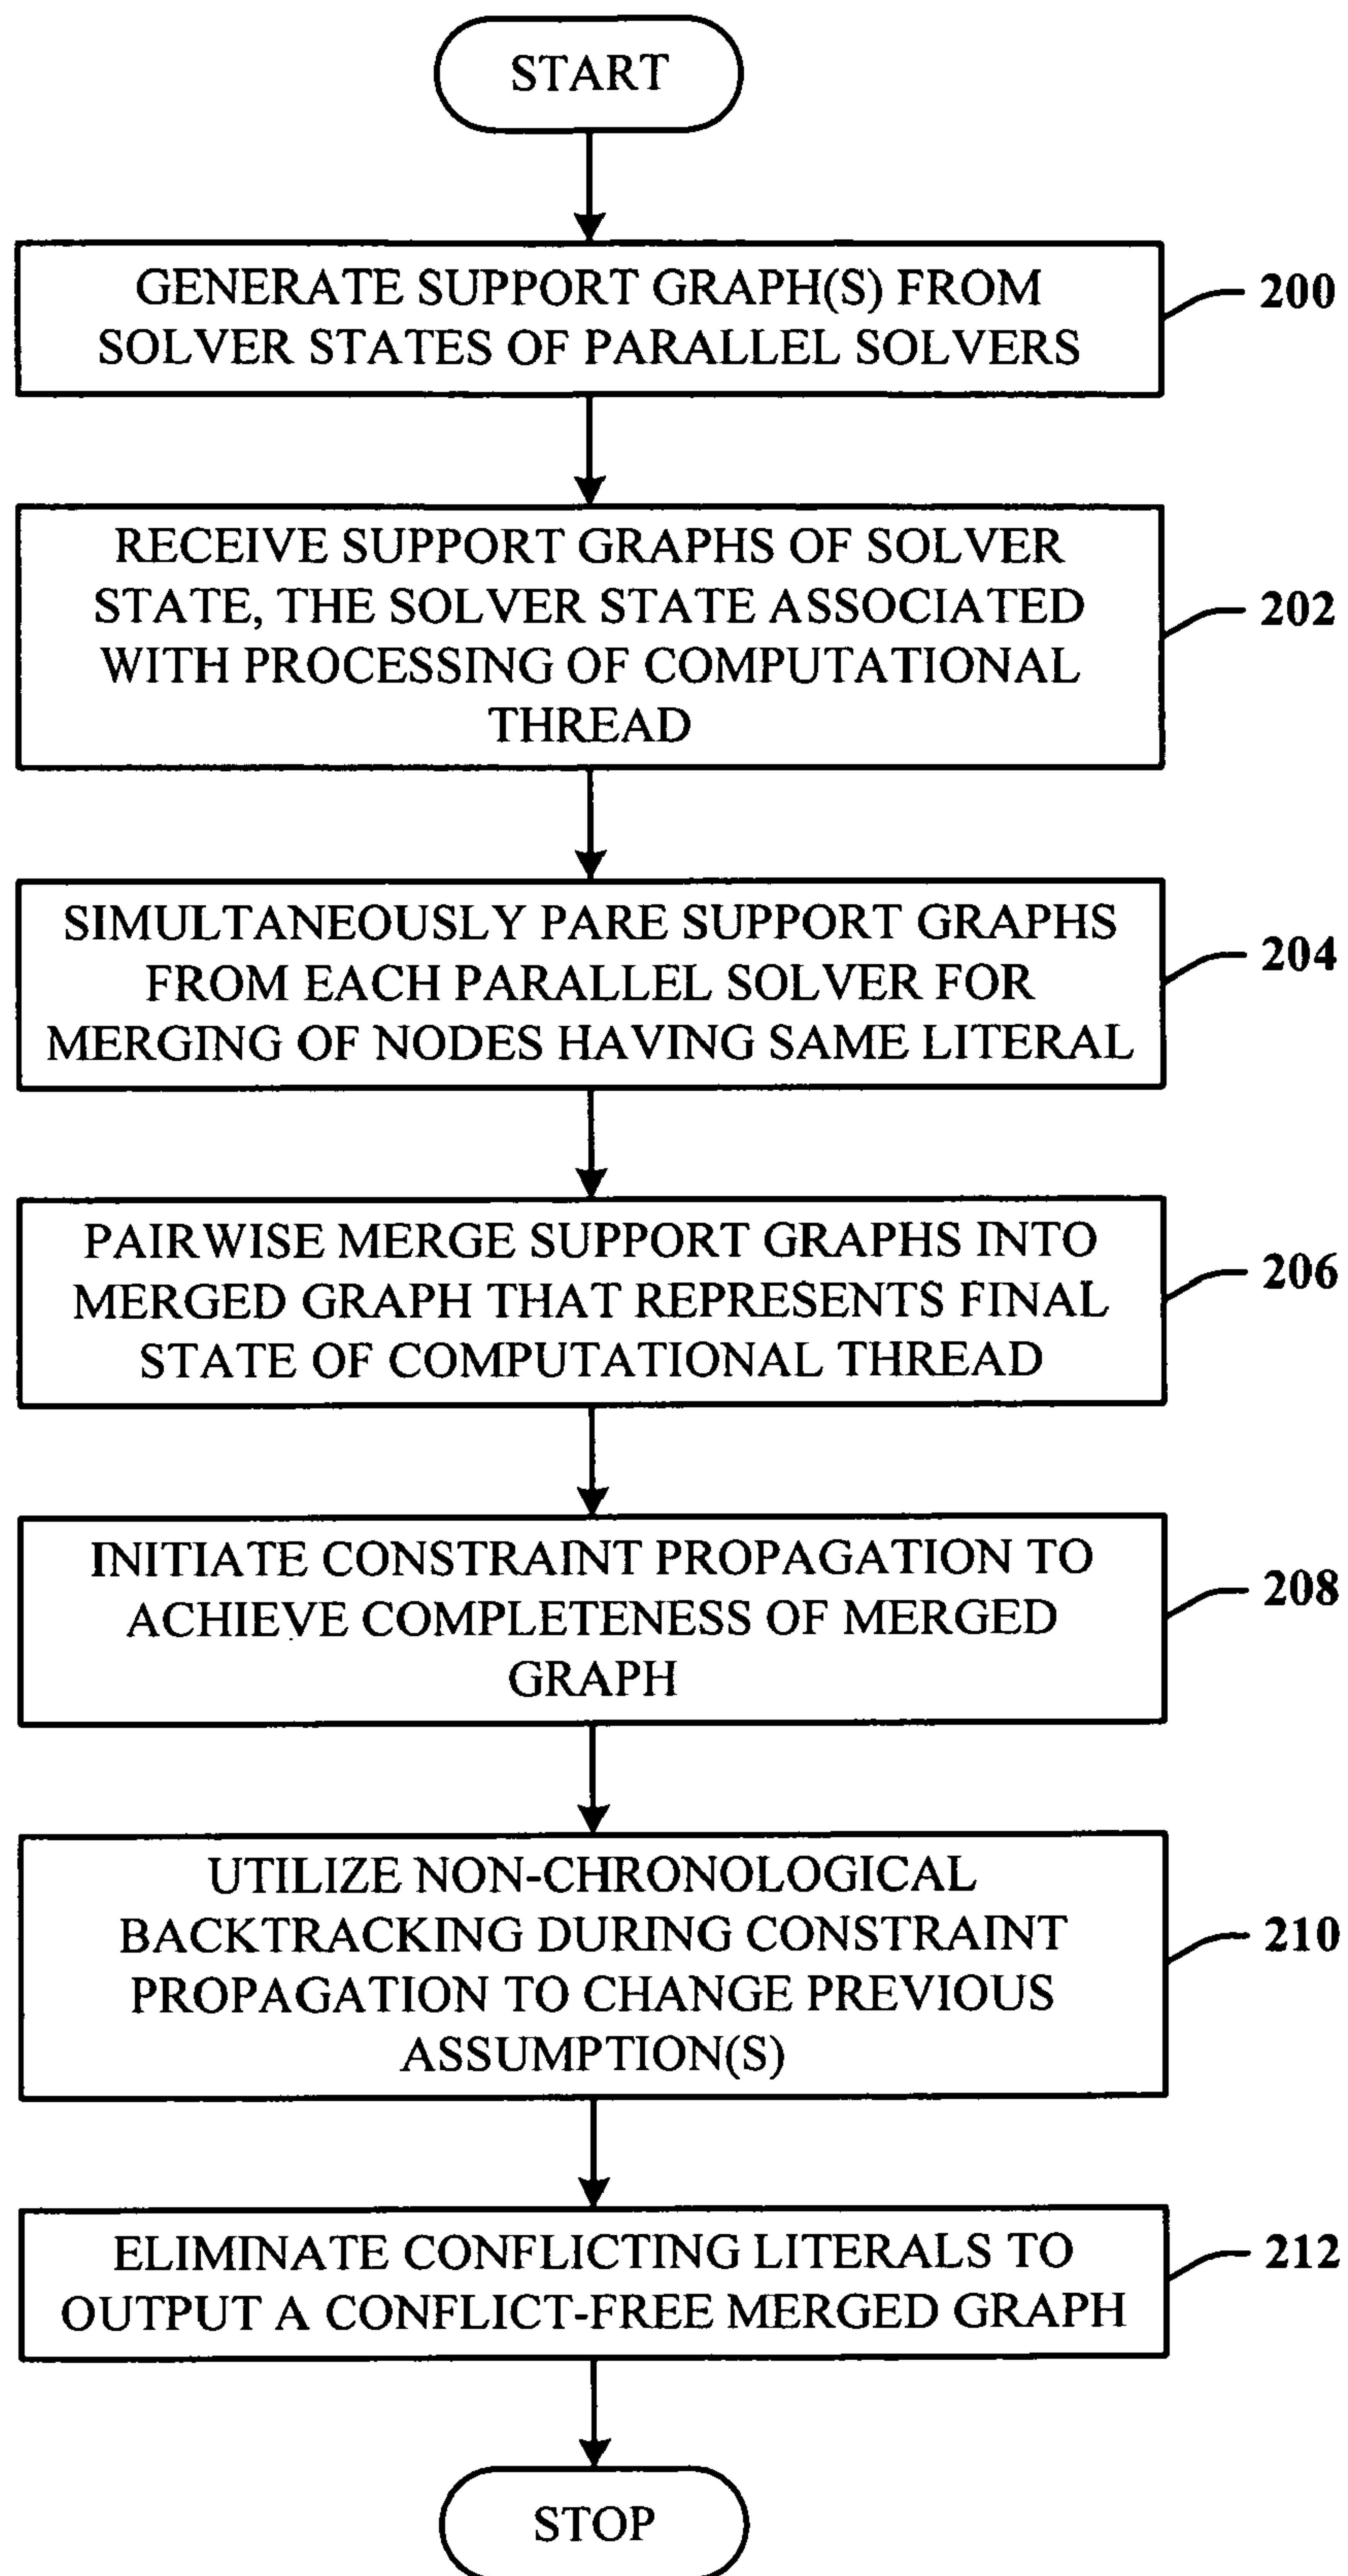 START
GENERATE SUPPORT GRAPH(S) FROM
SOLVER STATES OF PARALLEL SOLVERS
200
RECEIVE SUPPORT GRAPHS OF SOLVER
STATE, THE SOLVER STATE ASSOCIATED
WITH PROCESSING OF COMPUTATIONAL
THREAD
202
SIMULTANEOUSLY PARE SUPPORT GRAPHS
FROM EACH PARALLEL SOLVER FOR
MERGING OF NODES HAVING SAME LITERAL
204
PAIRWISE MERGE SUPPORT GRAPHS INTO
MERGED GRAPH THAT REPRESENTS FINAL
STATE OF COMPUTATIONAL THREAD
206
INITIATE CONSTRAINT PROPAGATION TO
ACHIEVE COMPLETENESS OF MERGED
GRAPH
208
UTILIZE NON-CHRONOLOGICAL
BACKTRACKING DURING CONSTRAINT
PROPAGATION TO CHANGE PREVIOUS
ASSUMPTION(S)
210
ELIMINATE CONFLICTING LITERALS TO
OUTPUT A CONFLICT-FREE MERGED GRAPH
212
STOP